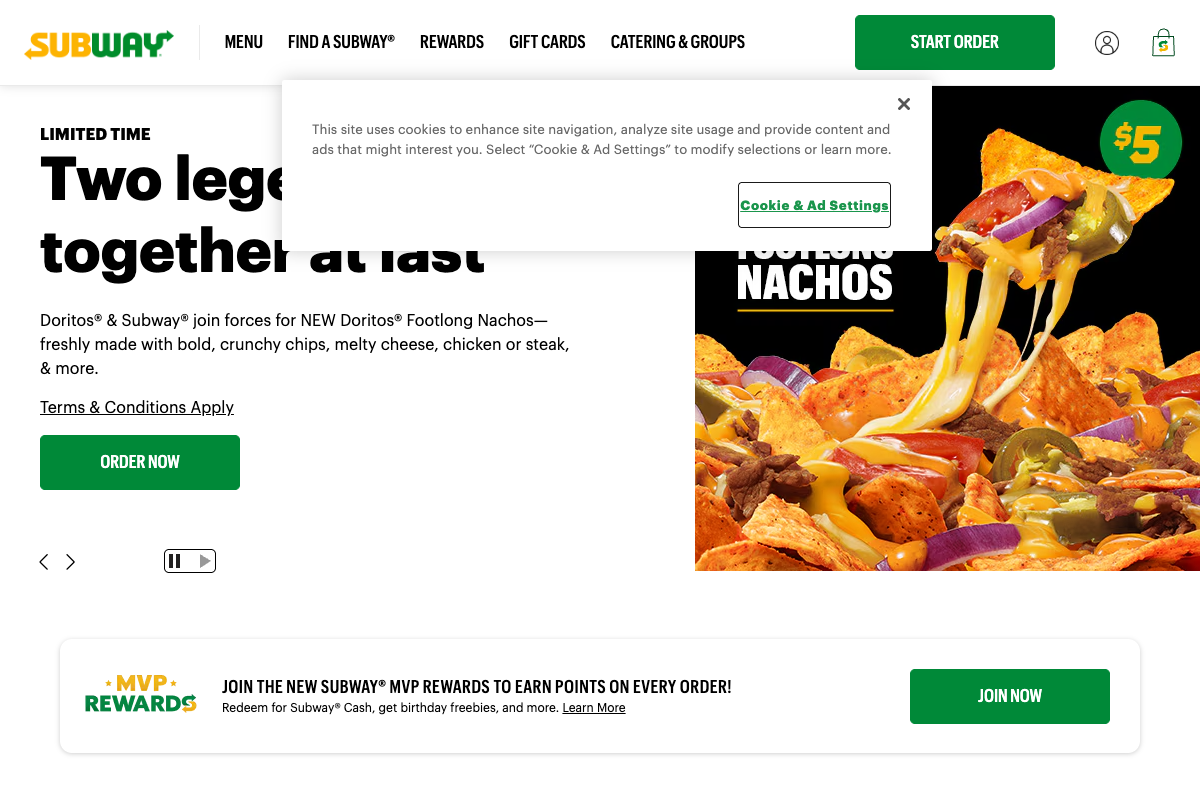 SUBWAY
MENU
FIND A SUBWAY®
REWARDS
GIFT CARDS
CATERING & GROUPS
START ORDER
This site uses cookies to enhance site navigation, analyze site usage and provide content and
ads that might interest you. Select “Cookie & Ad Settings” to modify selections or learn more.
Cookie & Ad Settings
LIMITED TIME
Two
together at last
Doritos® & Subway® join forces for NEW Doritos® Footlong Nachos—
freshly made with bold, crunchy chips, melty cheese, chicken or steak,
& more.
Terms & Conditions Apply
ORDER NOW
$5
FOOTLONG
NACHOS
MVP
REWARDS
JOIN THE NEW SUBWAY® MVP REWARDS TO EARN POINTS ON EVERY ORDER!
Redeem for Subway® Cash, get birthday freebies, and more. Learn More
JOIN NOW